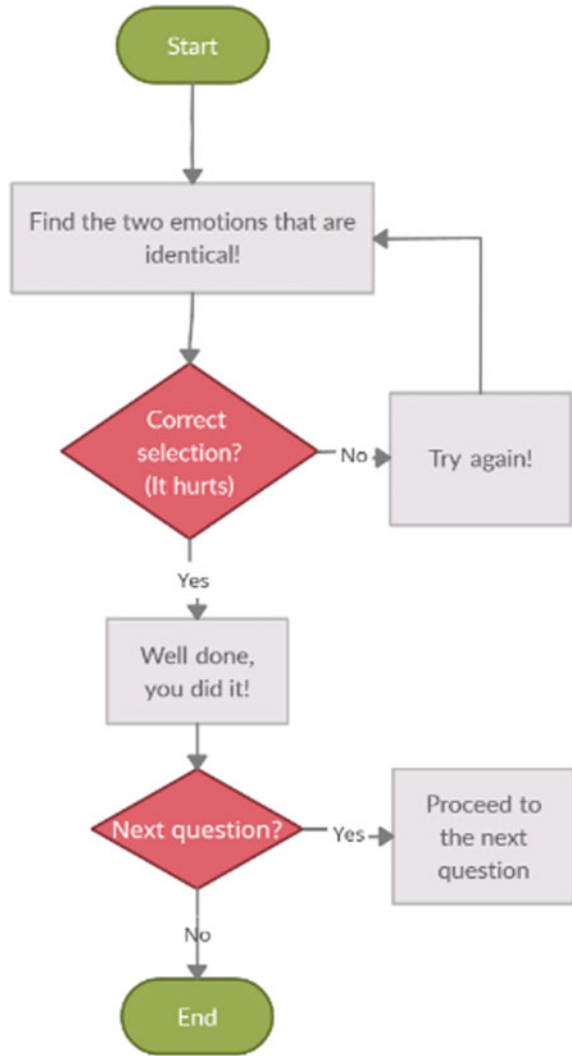 Start
Find the two emotions that are
identical!
Correct
selection?
(It hurts)
No
Try again!
Yes
Well done,
you did it!
Next question?
Yes
Proceed to
the next
question
No
End